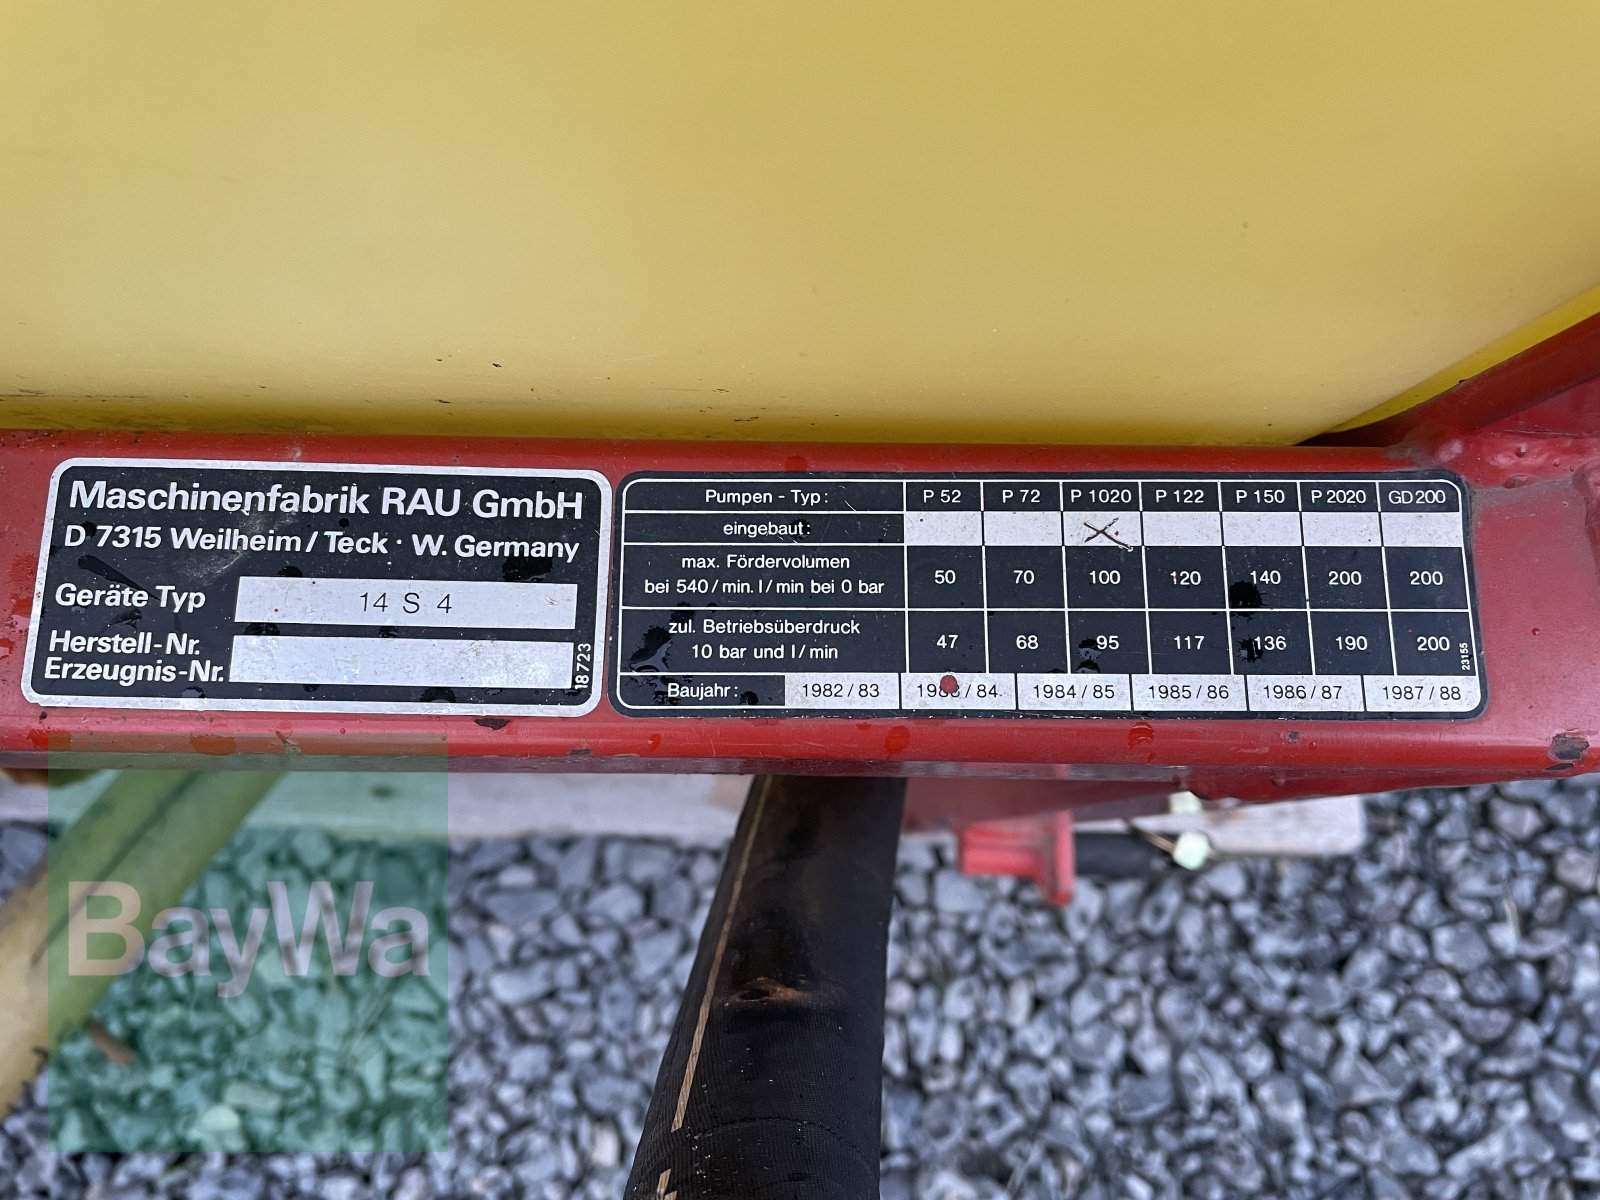 Maschinenfabrik RAU GmbH
D 7315 Weilheim / Teck · W. Germany
Geräte Typ 14 S 4
Herstell-Nr.
Erzeugnis-Nr.
18723
Pumpen - Typ: P 52 P 72 P 1020 P 122 P 150 P 2020 GD 200
eingebaut: X
max. Fördervolumen
bei 540 / min. l / min bei 0 bar 50 70 100 120 140 200 200
zul. Betriebsüberdruck
10 bar und l / min 47 68 95 117 136 190 200
Baujahr: 1982 / 83 1983 / 84 1984 / 85 1985 / 86 1986 / 87 1987 / 88
23155
BayWa